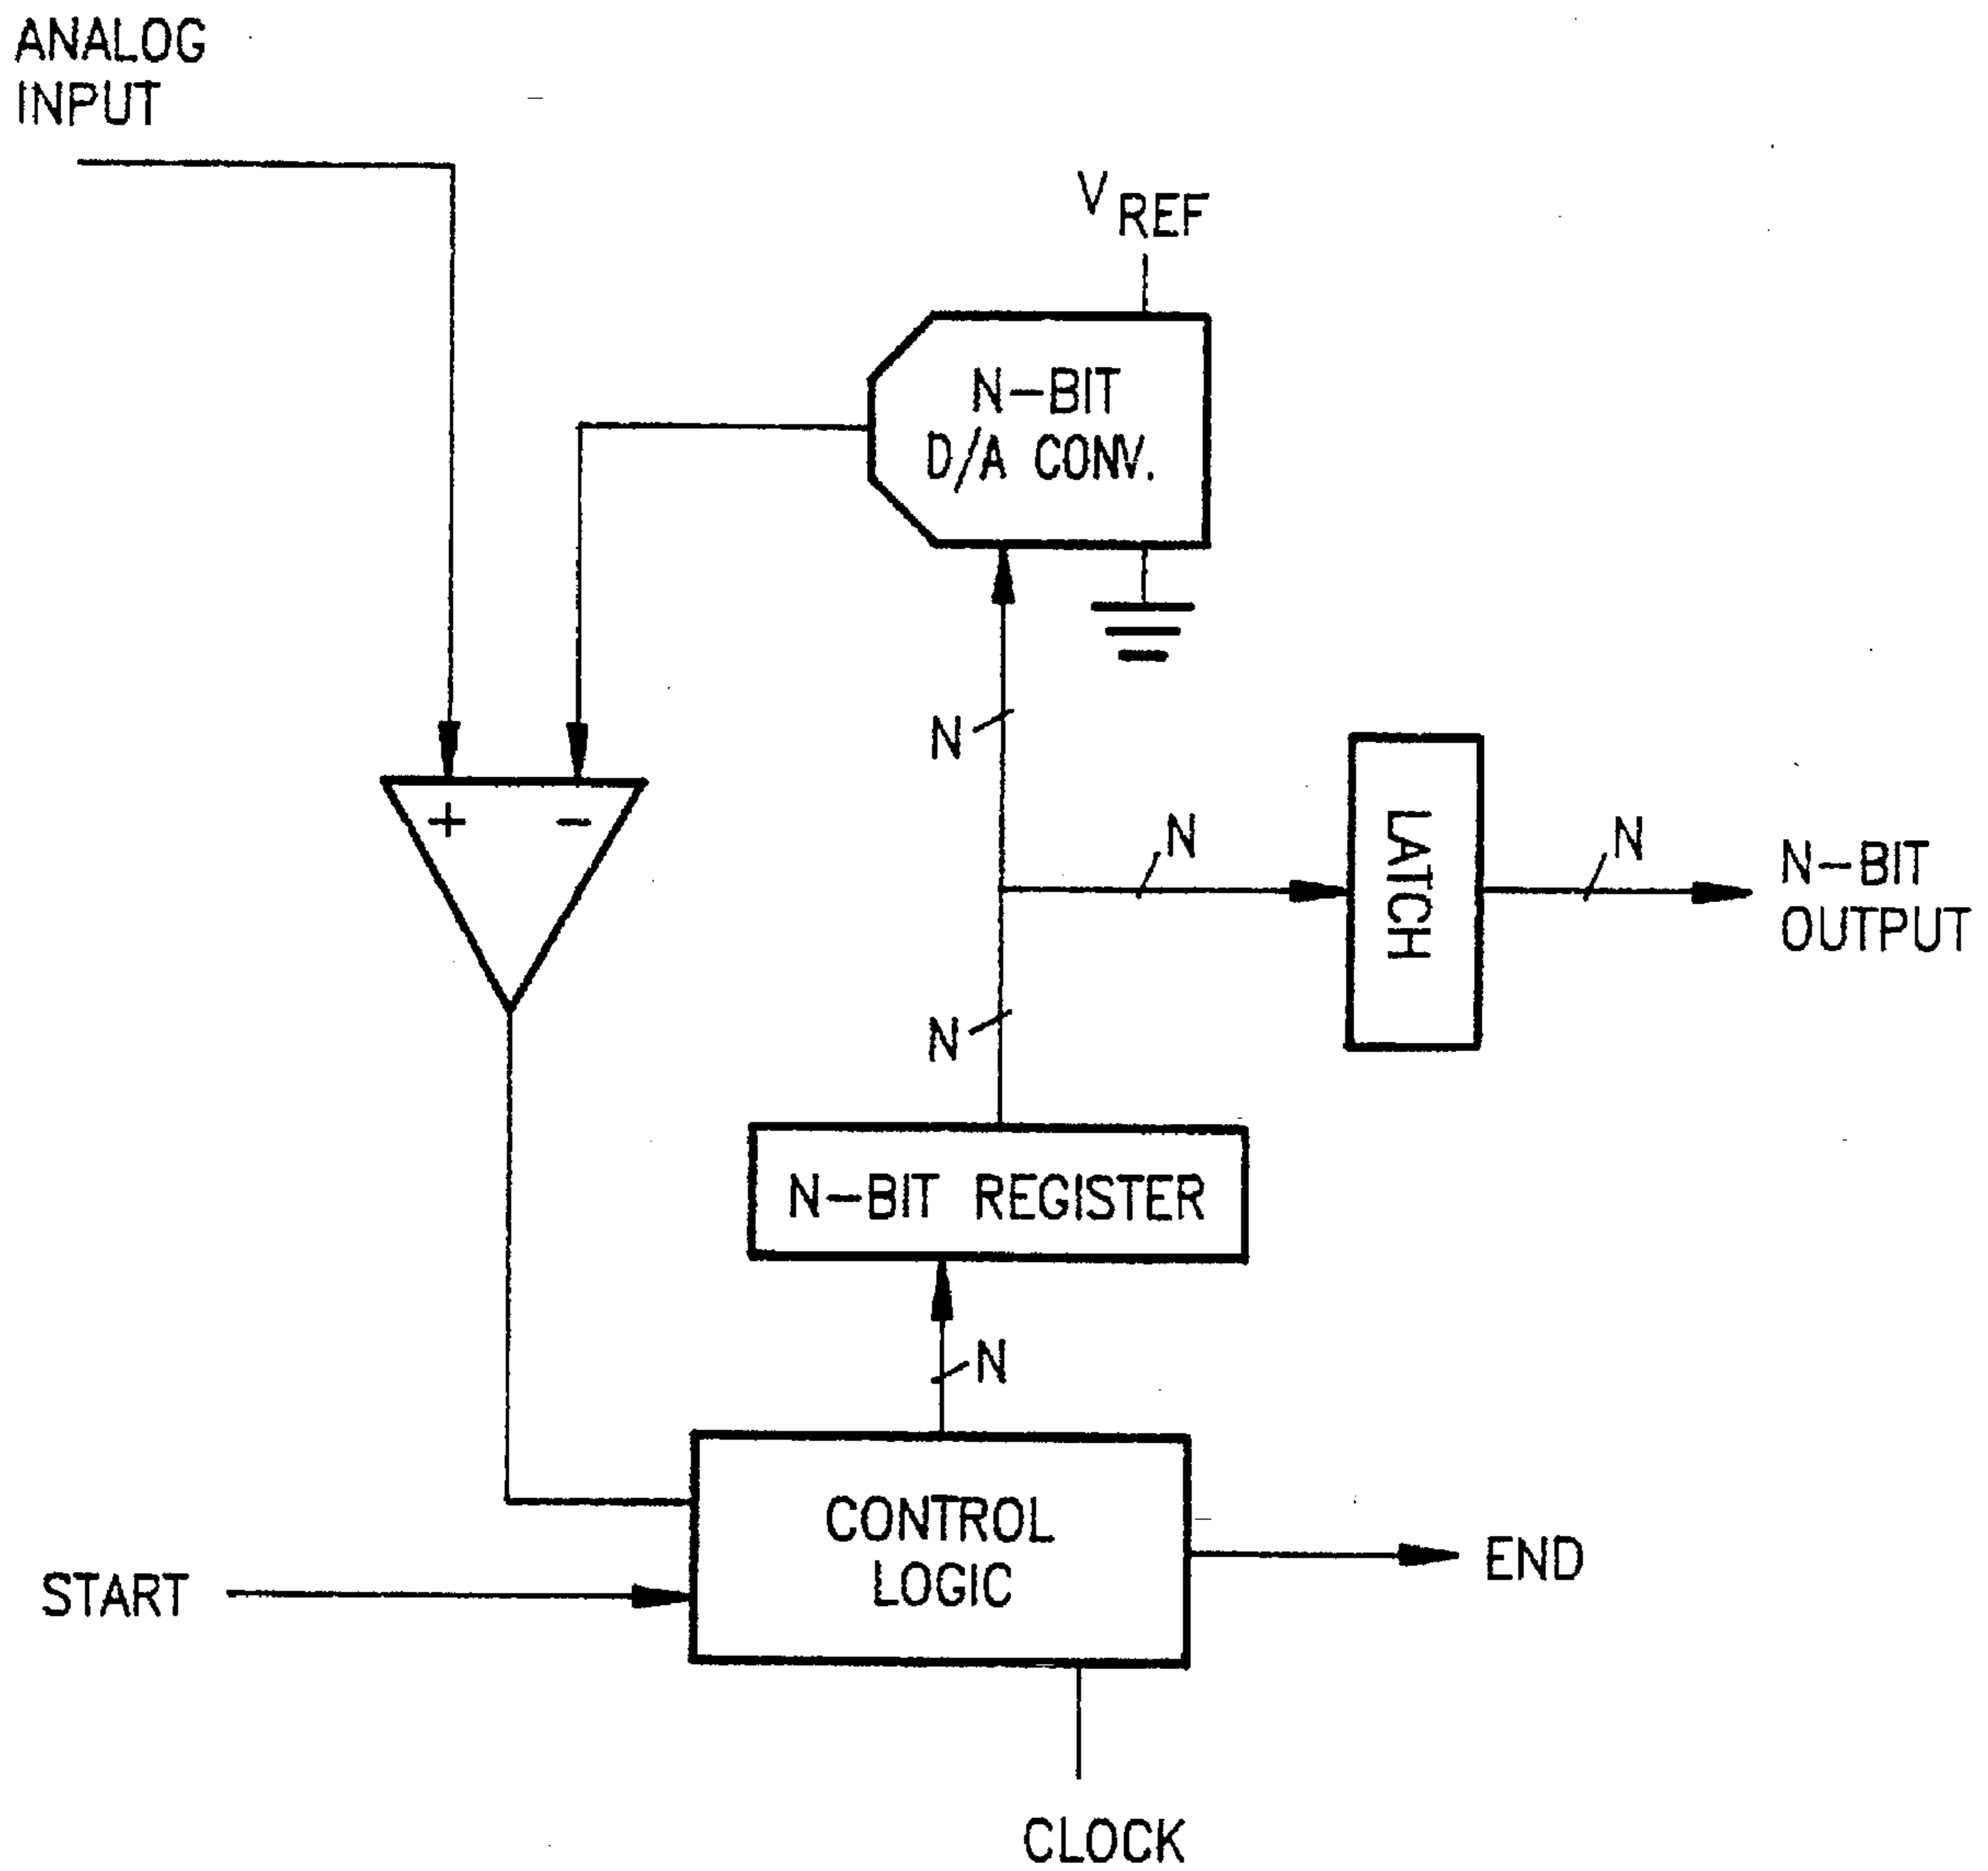 ANALOG
INPUT
V REF
N-BIT
D/A CONV.
N
+ -
N
LATCH
N
N-BIT
OUTPUT
N
N-BIT REGISTER
N
CONTROL
LOGIC
START
END
CLOCK